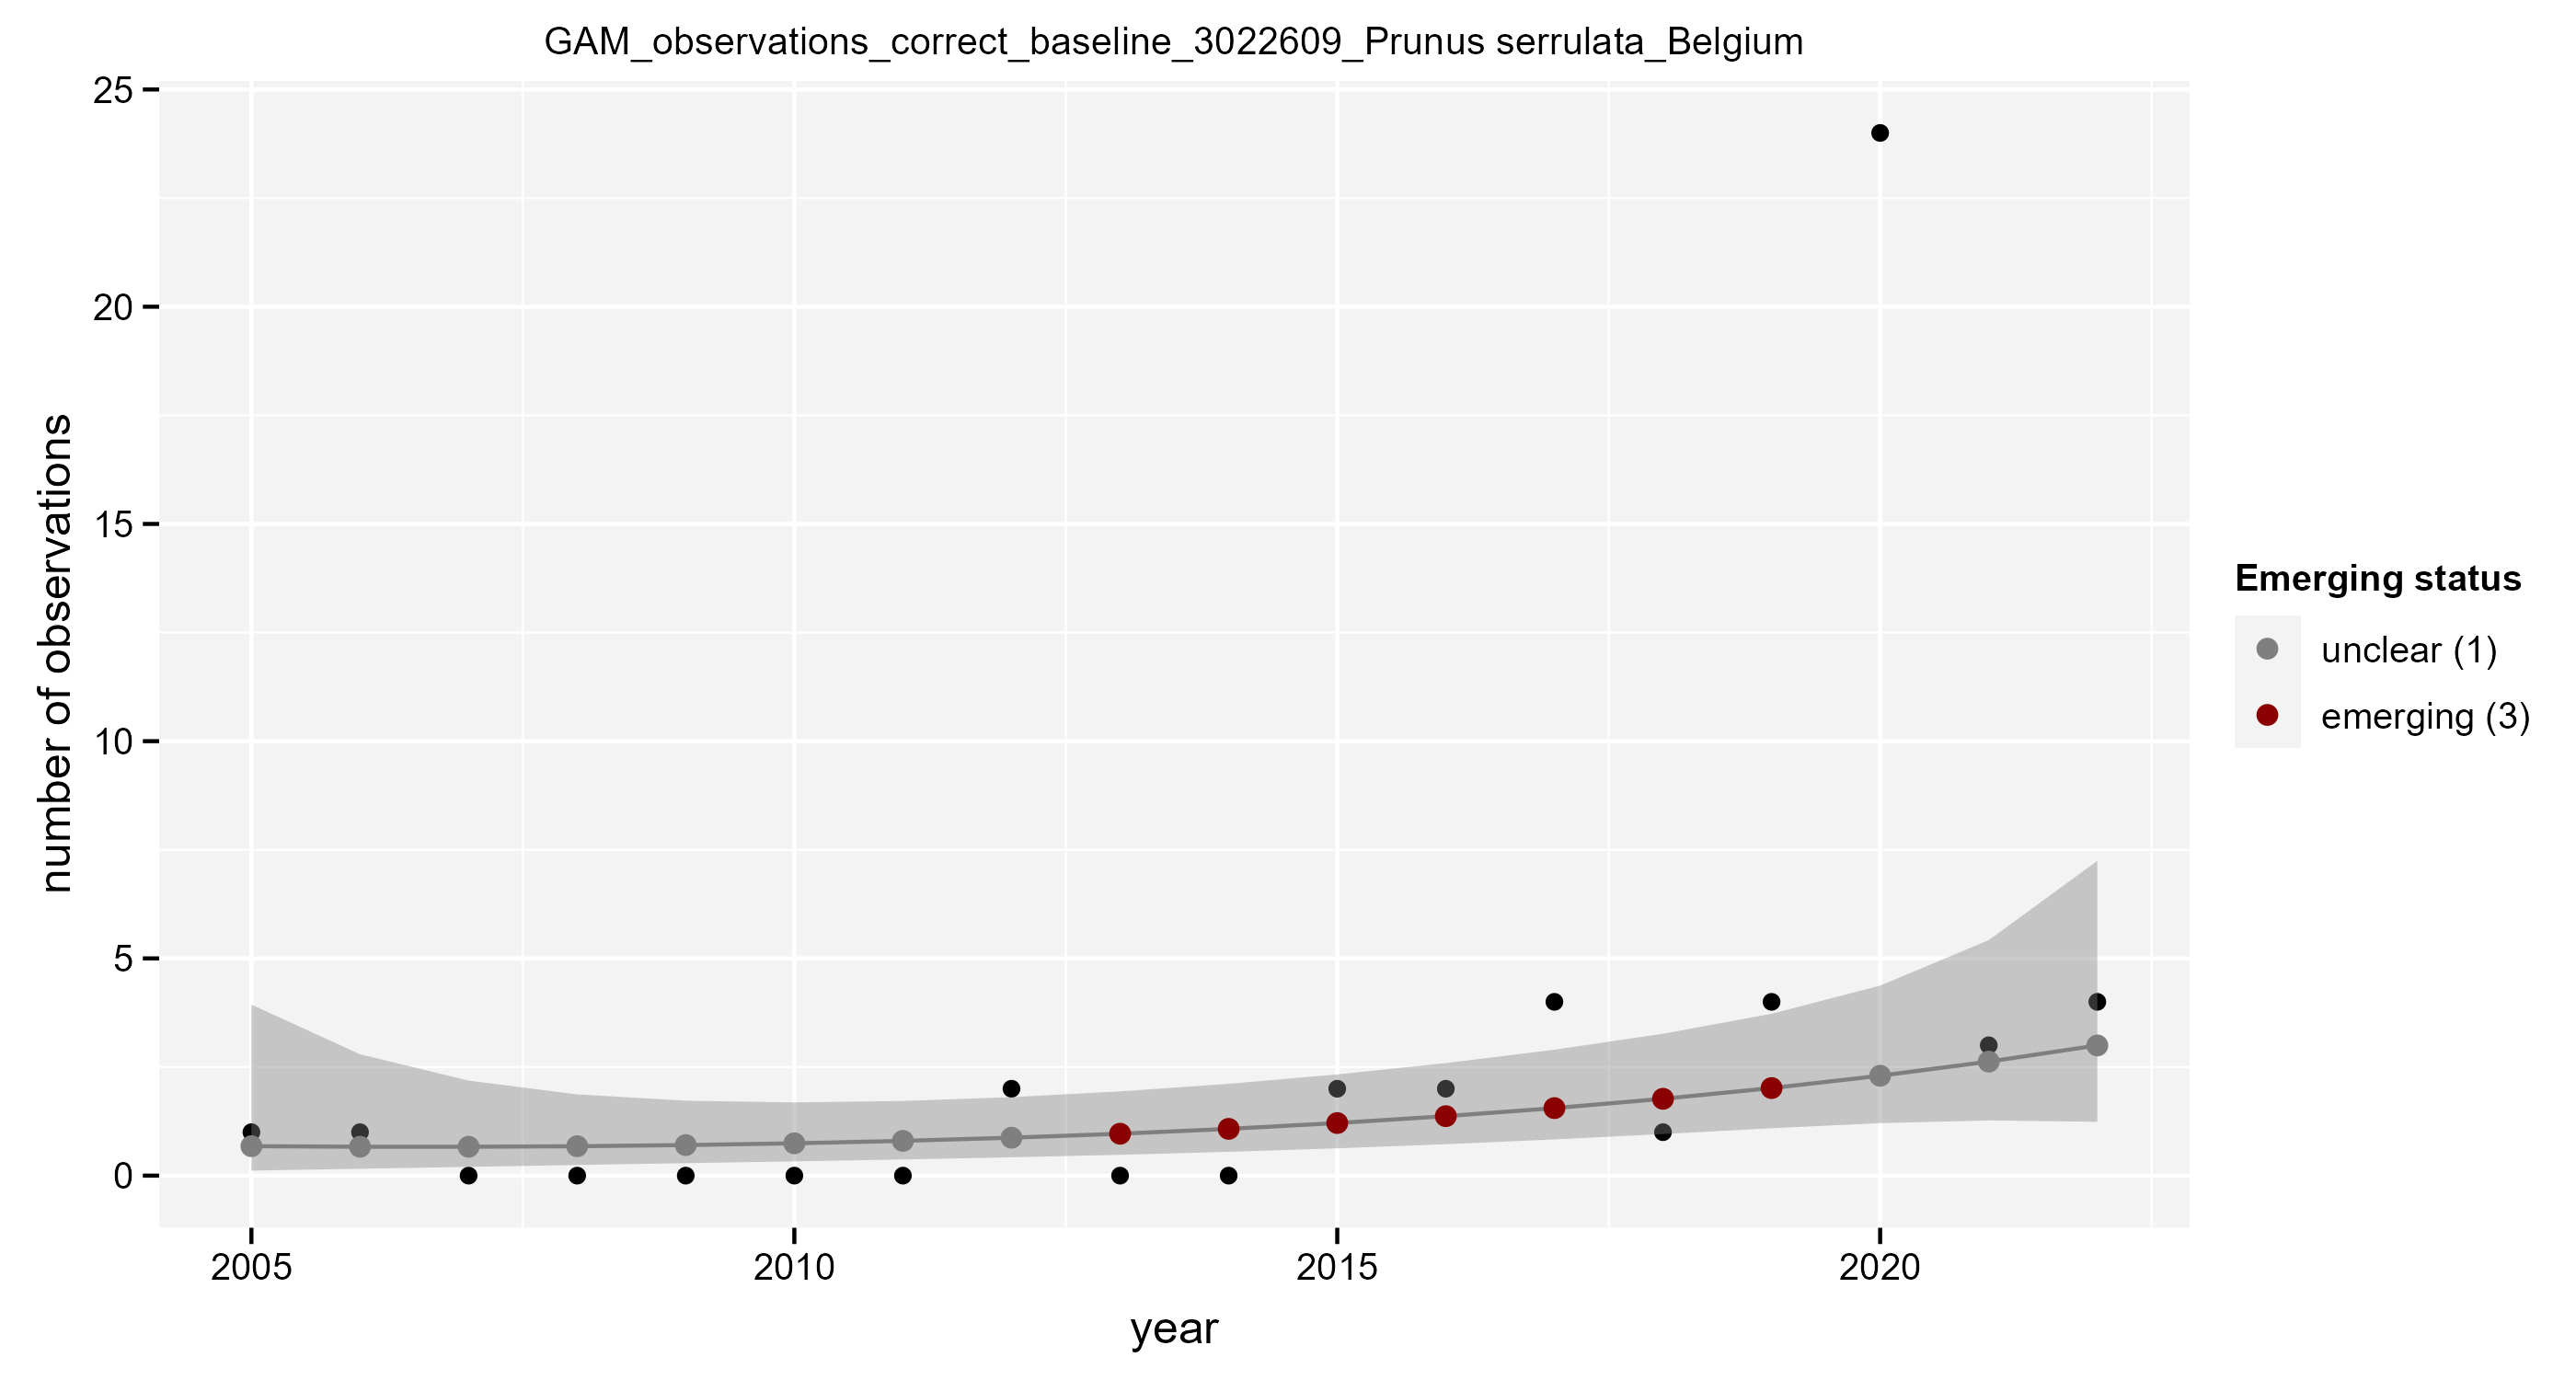 GAM_observations_correct_baseline_3022609_Prunus serrulata_Belgium
25
20
15
10
5
0
number of observations
2005
2010
2015
2020
year
Emerging status
unclear (1)
emerging (3)